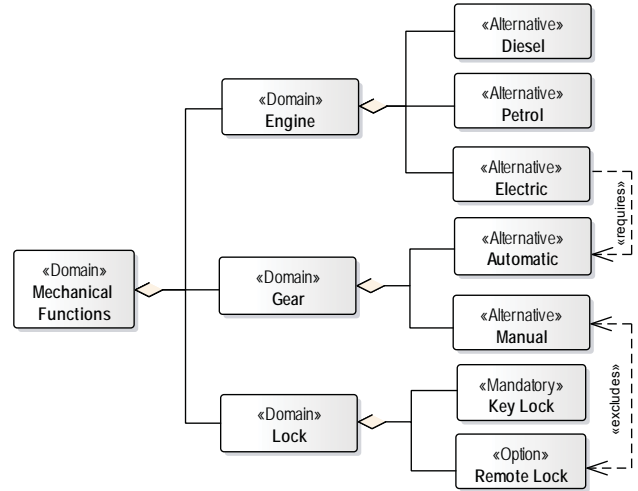 «Alternative»
Diesel
«Alternative»
Petrol
«Domain»
Engine
«Alternative»
Electric
«requires»
«Alternative»
Automatic
«Domain»
Mechanical
Functions
«Domain»
Gear
«Alternative»
Manual
«excludes»
«Mandatory»
Key Lock
«Domain»
Lock
«Option»
Remote Lock